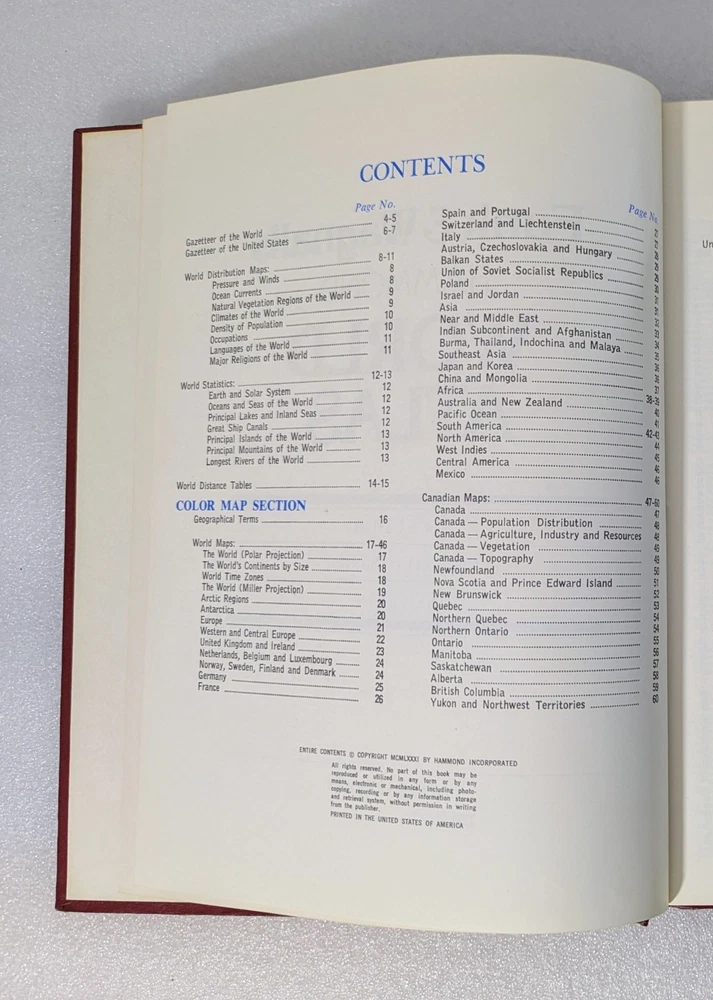 CONTENTS
Page No.
Gazetteer of the World 4-5
Gazetteer of the United States 6-7
World Distribution Maps: 8-11
Pressure and Winds 8
Ocean Currents 8
Natural Vegetation Regions of the World 9
Climates of the World 9
Density of Population 10
Occupations 10
Languages of the World 11
Major Religions of the World 11
World Statistics: 12-13
Earth and Solar System 12
Oceans and Seas of the World 12
Principal Lakes and Inland Seas 12
Great Ship Canals 12
Principal Islands of the World 13
Principal Mountains of the World 13
Longest Rivers of the World 13
World Distance Tables 14-15
COLOR MAP SECTION
Geographical Terms 16
World Maps: 17-46
The World (Polar Projection) 17
The World's Continents by Size 18
World Time Zones 18
The World (Miller Projection) 19
Arctic Regions 20
Antarctica 20
Europe 21
Western and Central Europe 22
United Kingdom and Ireland 23
Netherlands, Belgium and Luxembourg 24
Norway, Sweden, Finland and Denmark 24
Germany 25
France 26
Page No.
Spain and Portugal
Switzerland and Liechtenstein
Italy
Austria, Czechoslovakia and Hungary
Balkan States
Union of Soviet Socialist Republics
Poland
Israel and Jordan
Asia
Near and Middle East
Indian Subcontinent and Afghanistan
Burma, Thailand, Indochina and Malaya
Southeast Asia
Japan and Korea
China and Mongolia
Africa 38-39
Australia and New Zealand 40
Pacific Ocean 41
South America 42-43
North America 44
West Indies 45
Central America 46
Mexico 46
Canadian Maps: 47-60
Canada 47
Canada — Population Distribution 48
Canada — Agriculture, Industry and Resources 48
Canada — Vegetation 49
Canada — Topography 49
Newfoundland 50
Nova Scotia and Prince Edward Island 51
New Brunswick 52
Quebec 53
Northern Quebec 54
Northern Ontario 54
Ontario 55
Manitoba 56
Saskatchewan 57
Alberta 58
British Columbia 59
Yukon and Northwest Territories 60
ENTIRE CONTENTS © COPYRIGHT MCMLXXXI BY HAMMOND INCORPORATED
All rights reserved. No part of this book may be
reproduced or utilized in any form or by any
means, electronic or mechanical, including photo-
copying, recording or by any information storage
and retrieval system, without permission in writing
from the publisher.
PRINTED IN THE UNITED STATES OF AMERICA
Un